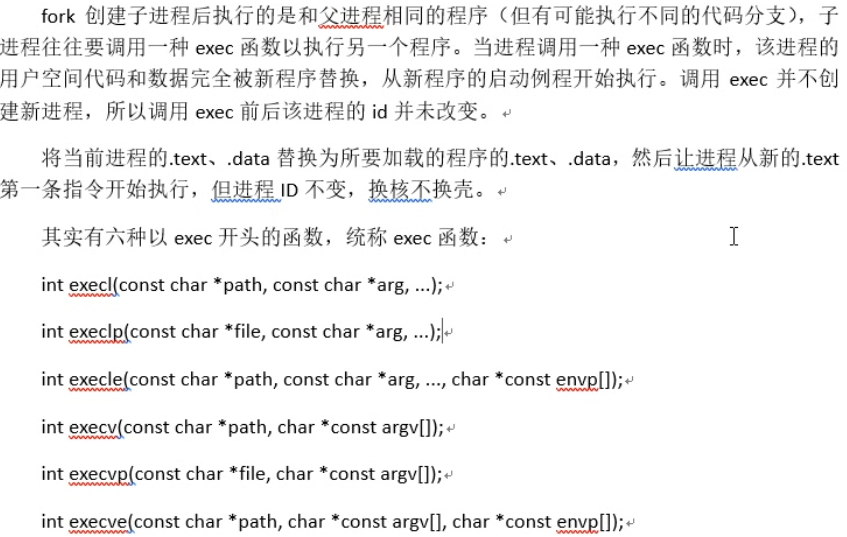 fork 创建子进程后执行的是和父进程相同的程序（但有可能执行不同的代码分支），子
进程往往要调用一种 exec 函数以执行另一个程序。当进程调用一种 exec 函数时，该进程的
用户空间代码和数据完全被新程序替换，从新程序的启动例程开始执行。调用 exec 并不创
建新进程，所以调用 exec 前后该进程的 id 并未改变。
将当前进程的.text、.data 替换为所要加载的程序的.text、.data，然后让进程从新的.text
第一条指令开始执行，但进程 ID 不变，换核不换壳。
其实有六种以 exec 开头的函数，统称 exec 函数：
int execl(const char *path, const char *arg, ...);
int execlp(const char *file, const char *arg, ...);
int execle(const char *path, const char *arg, ..., char *const envp[]);
int execv(const char *path, char *const argv[]);
int execvp(const char *file, char *const argv[]);
int execve(const char *path, char *const argv[], char *const envp[]);